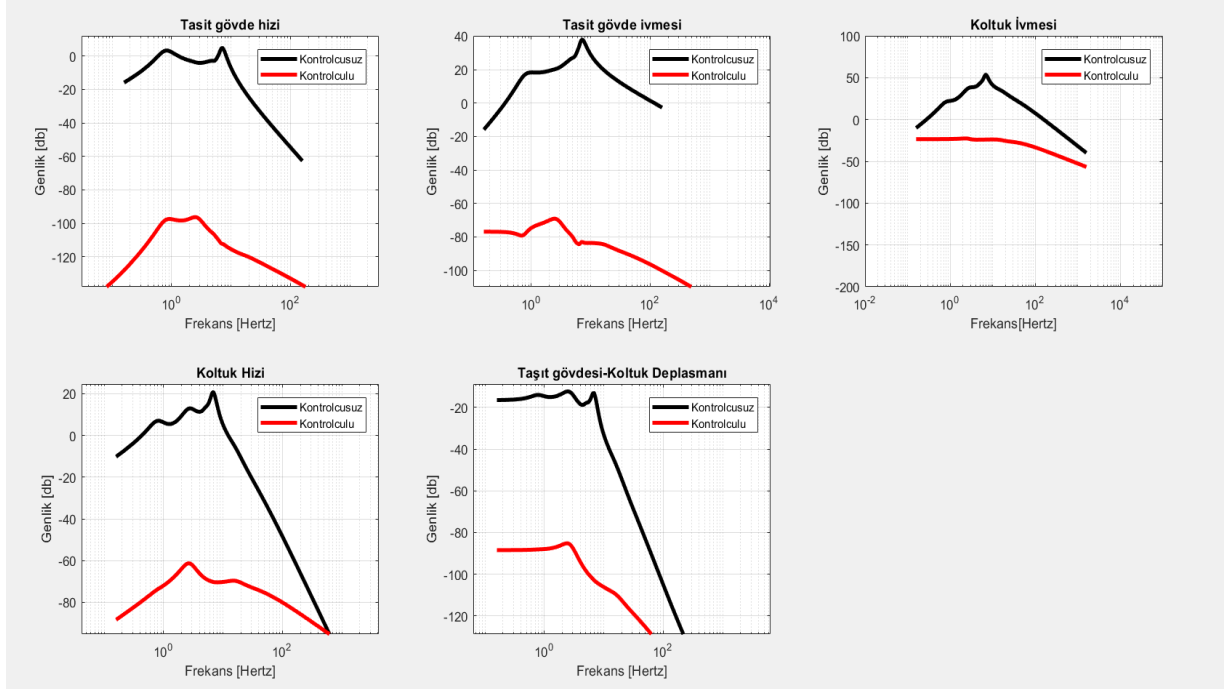 Tasit gövde hizi
Genlik [db]
0
-20
-40
-60
-80
-100
-120
Kontrolcusuz
Kontrolculu
10^0
10^2
Frekans [Hertz]
Tasit gövde ivmesi
Genlik [db]
40
20
0
-20
-40
-60
-80
-100
Kontrolcusuz
Kontrolculu
10^0
10^2
10^4
Frekans [Hertz]
Koltuk İvmesi
Genlik [db]
100
50
0
-50
-100
-150
-200
Kontrolcusuz
Kontrolculu
10^-2
10^0
10^2
10^4
Frekans[Hertz]
Koltuk Hizi
Genlik [db]
20
0
-20
-40
-60
-80
Kontrolcusuz
Kontrolculu
10^0
10^2
Frekans [Hertz]
Taşıt gövdesi-Koltuk Deplasmanı
Genlik [db]
-20
-40
-60
-80
-100
-120
Kontrolcusuz
Kontrolculu
10^0
10^2
Frekans [Hertz]